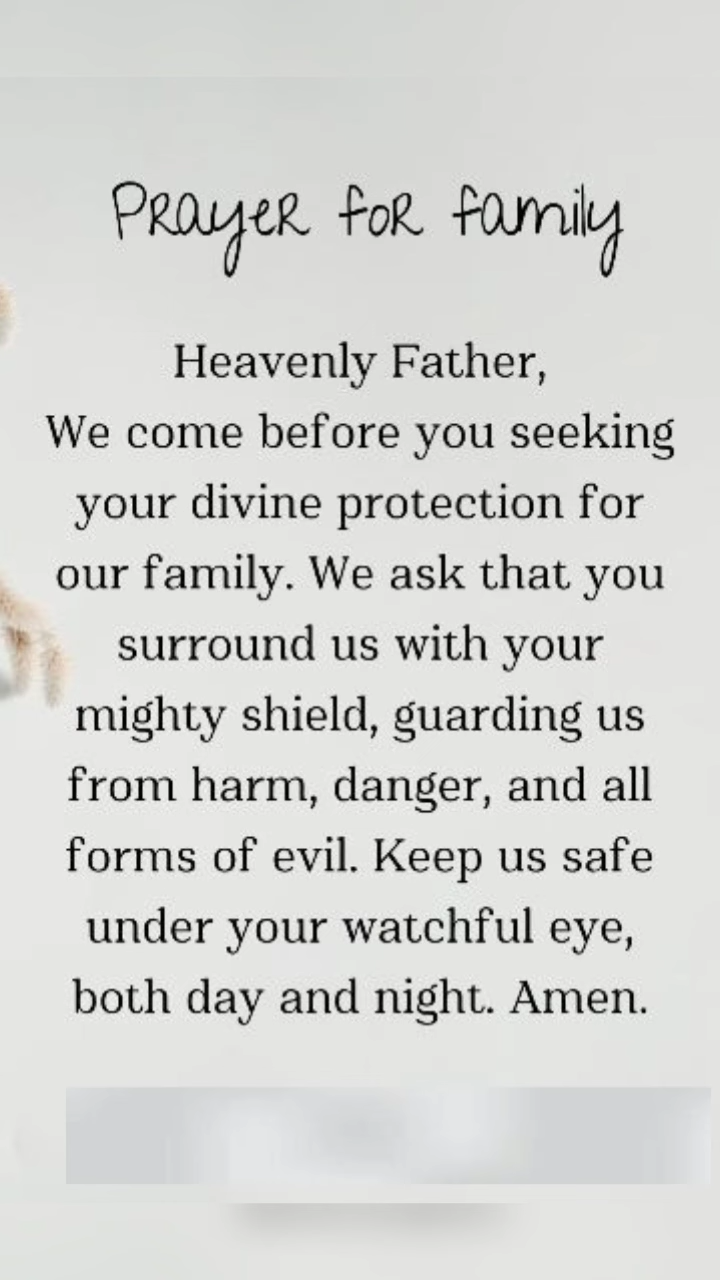 Prayer for family
Heavenly Father,
We come before you seeking
your divine protection for
our family. We ask that you
surround us with your
mighty shield, guarding us
from harm, danger, and all
forms of evil. Keep us safe
under your watchful eye,
both day and night. Amen.